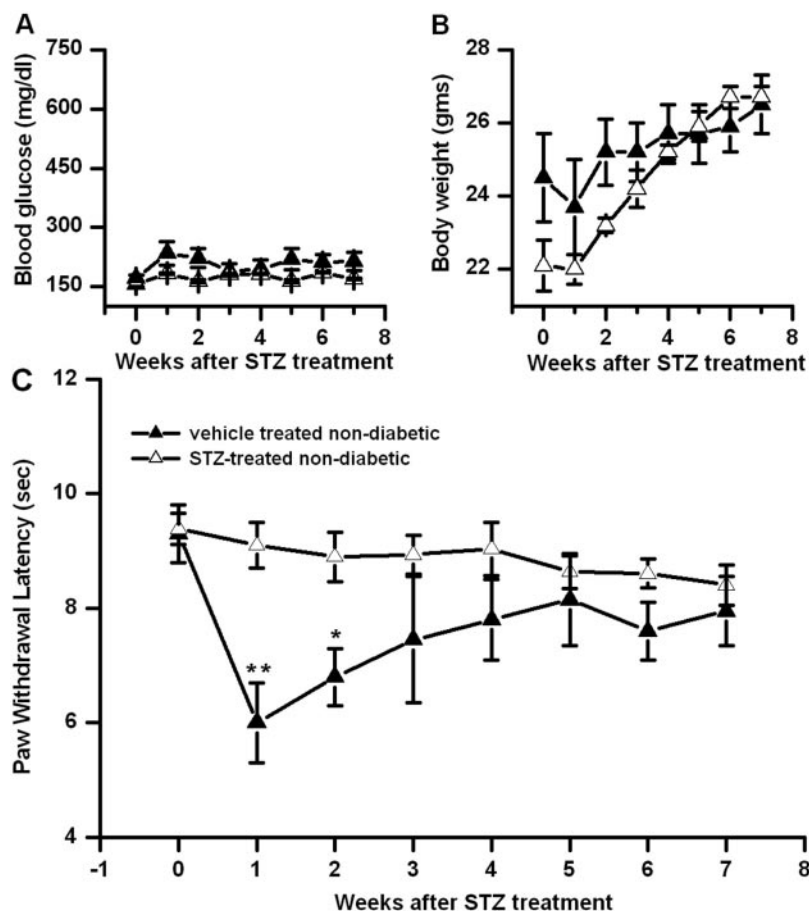 A
750
600
450
300
150
Blood glucose (mg/dl)
0 2 4 6 8
Weeks after STZ treatment
B
28
26
24
22
Body weight (gms)
0 2 4 6 8
Weeks after STZ treatment
C
12
10
8
6
4
Paw Withdrawal Latency (sec)
vehicle treated non-diabetic
STZ-treated non-diabetic
**
*
-1 0 1 2 3 4 5 6 7 8
Weeks after STZ treatment